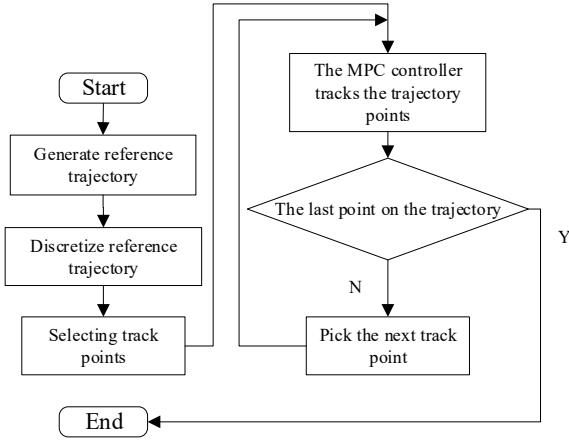 Start
Generate reference
trajectory
Discretize reference
trajectory
Selecting track
points
The MPC controller
tracks the trajectory
points
The last point on the trajectory
Y
N
Pick the next track
point
End